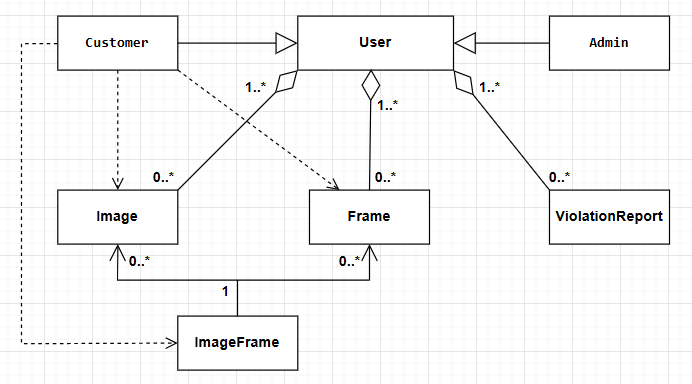 Customer
User
Admin
1..*
1..*
1..*
0..*
0..*
0..*
Image
Frame
ViolationReport
0..*
0..*
1
ImageFrame